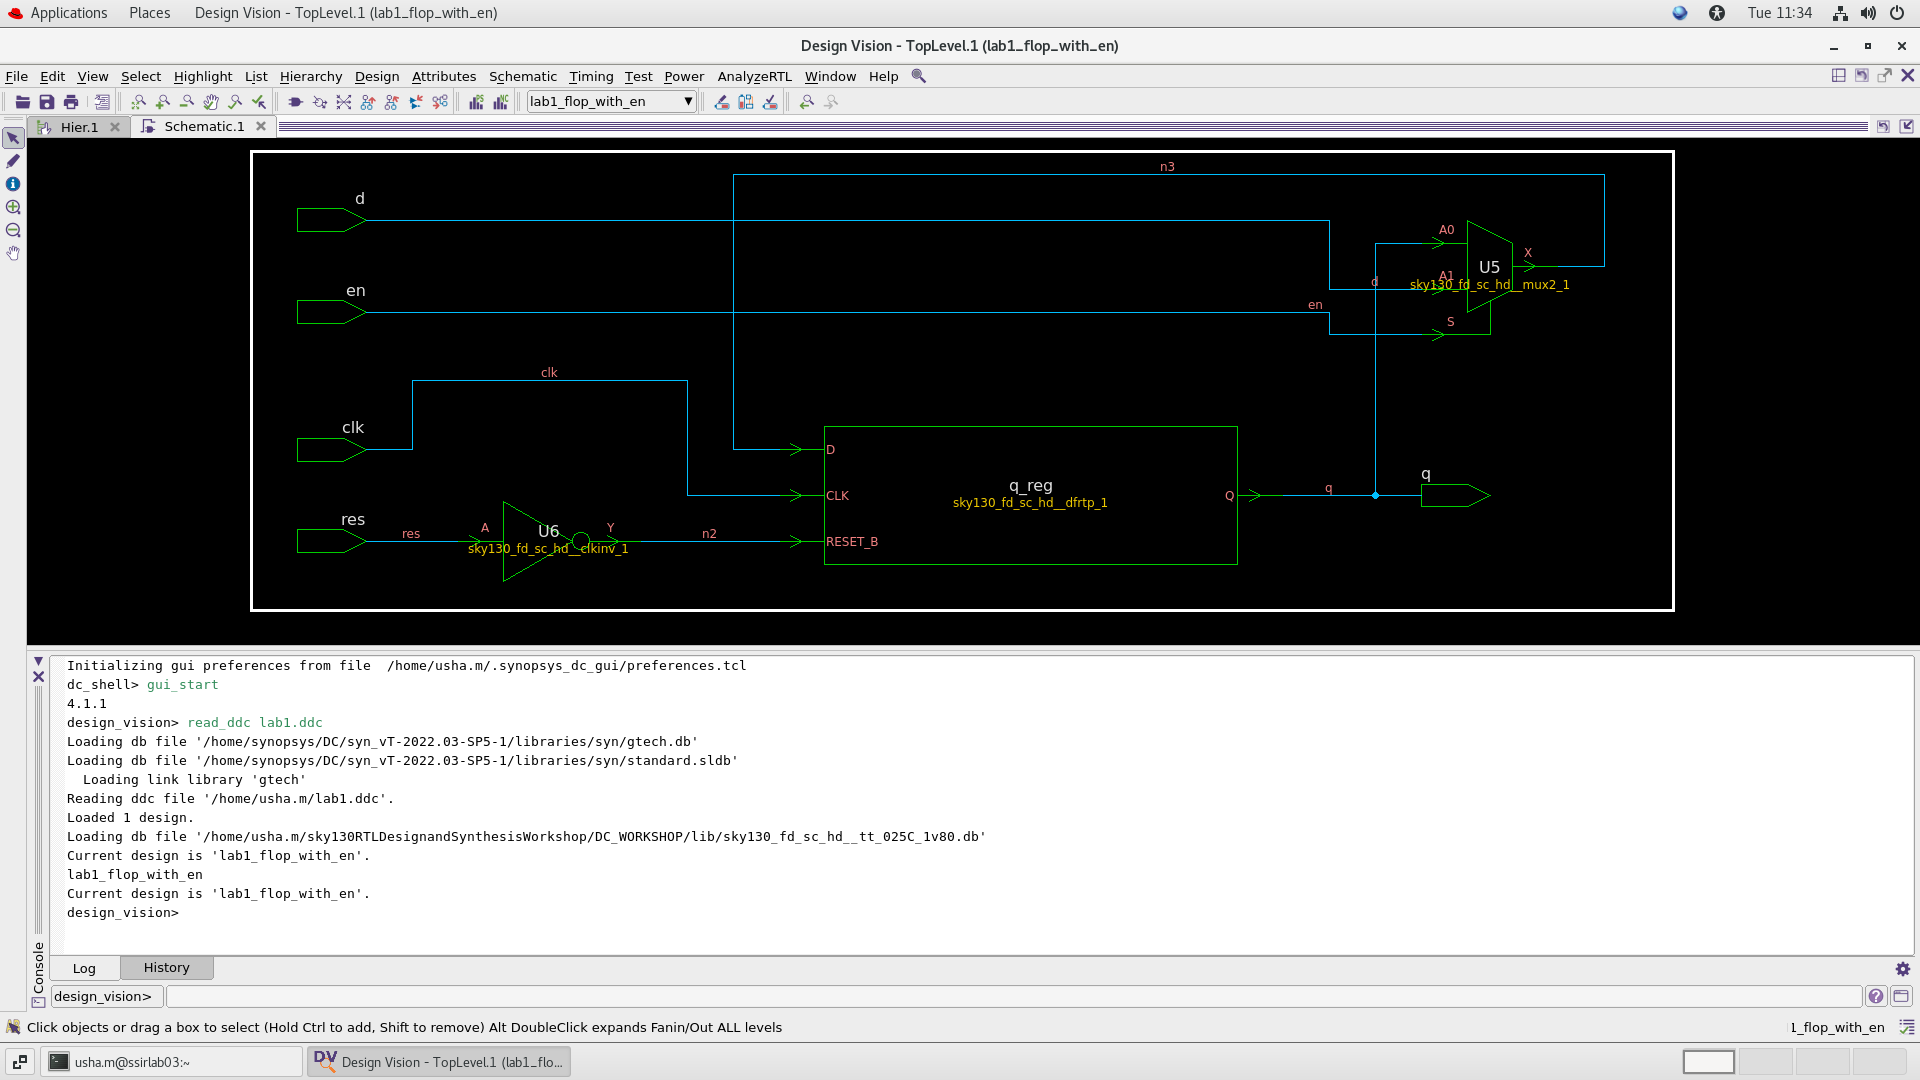 Applications Places Design Vision - TopLevel.1 (lab1_flop_with_en) Tue 11:34
Design Vision - TopLevel.1 (lab1_flop_with_en)
File Edit View Select Highlight List Hierarchy Design Attributes Schematic Timing Test Power AnalyzeRTL Window Help
lab1_flop_with_en
Hier.1 Schematic.1
n3
d
A0
X
U5
A1
d
sky130_fd_sc_hd__mux2_1
en
en
S
clk
clk
D
q
q_reg
CLK
Q
q
sky130_fd_sc_hd__dfrtp_1
res
res
A
U6
Y
n2
RESET_B
sky130_fd_sc_hd__clkinv_1
Initializing gui preferences from file  /home/usha.m/.synopsys_dc_gui/preferences.tcl
dc_shell> gui_start
4.1.1
design_vision> read_ddc lab1.ddc
Loading db file '/home/synopsys/DC/syn_vT-2022.03-SP5-1/libraries/syn/gtech.db'
Loading db file '/home/synopsys/DC/syn_vT-2022.03-SP5-1/libraries/syn/standard.sldb'
  Loading link library 'gtech'
Reading ddc file '/home/usha.m/lab1.ddc'.
Loaded 1 design.
Loading db file '/home/usha.m/sky130RTLDesignandSynthesisWorkshop/DC_WORKSHOP/lib/sky130_fd_sc_hd__tt_025C_1v80.db'
Current design is 'lab1_flop_with_en'.
lab1_flop_with_en
Current design is 'lab1_flop_with_en'.
design_vision>
Console
Log History
design_vision>
Click objects or drag a box to select (Hold Ctrl to add, Shift to remove) Alt DoubleClick expands Fanin/Out ALL levels 1_flop_with_en
usha.m@ssirlab03:~ DV Design Vision - TopLevel.1 (lab1_flo...